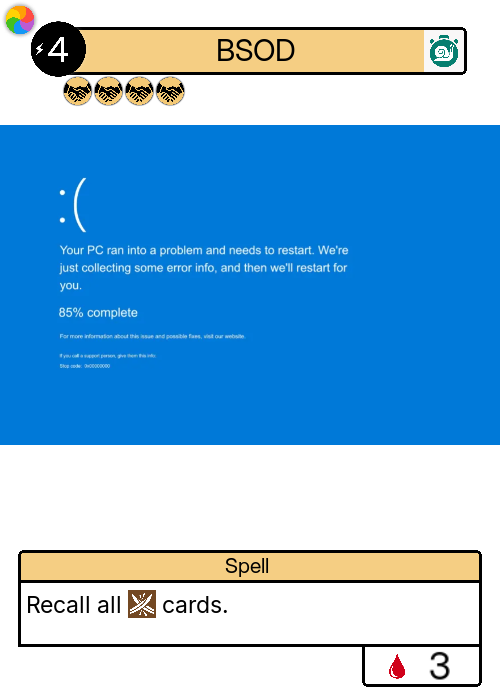 4
BSOD
:(
Your PC ran into a problem and needs to restart. We're
just collecting some error info, and then we'll restart for
you.
85% complete
For more information about this issue and possible fixes, visit our website.
If you call a support person, give them this info:
Stop code: 0x00000000
Spell
Recall all cards.
3